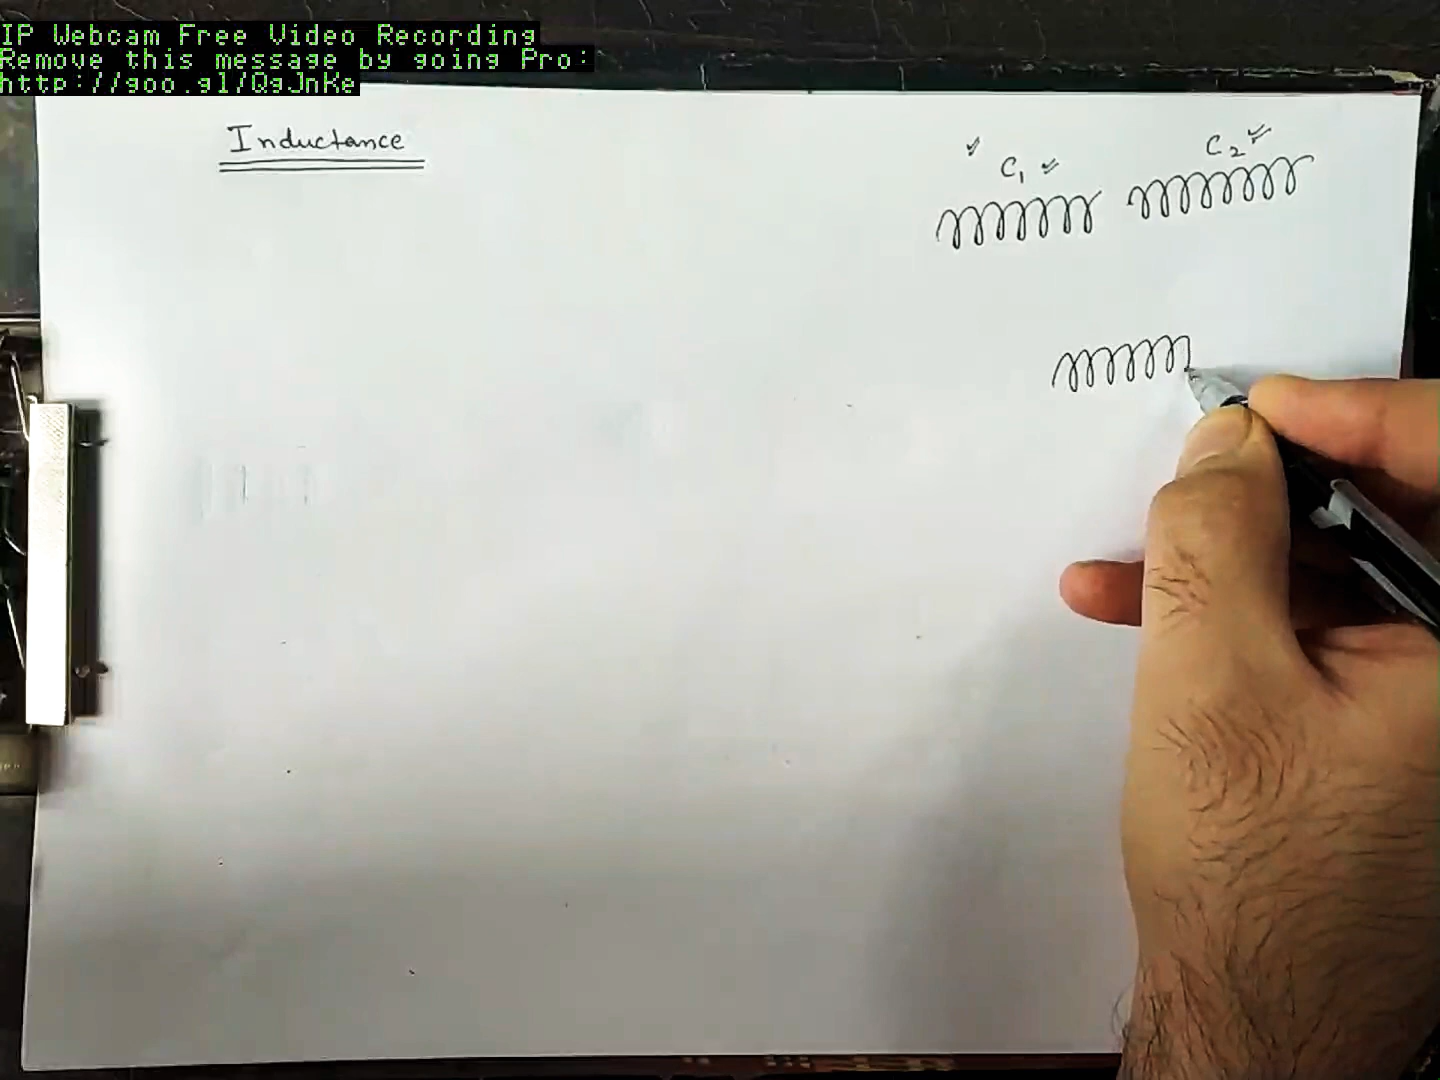 IP Webcam Free Video Recording
Remove this message by going Pro:
http://goo.gl/QgJnKe
Inductance
C₁
C₂